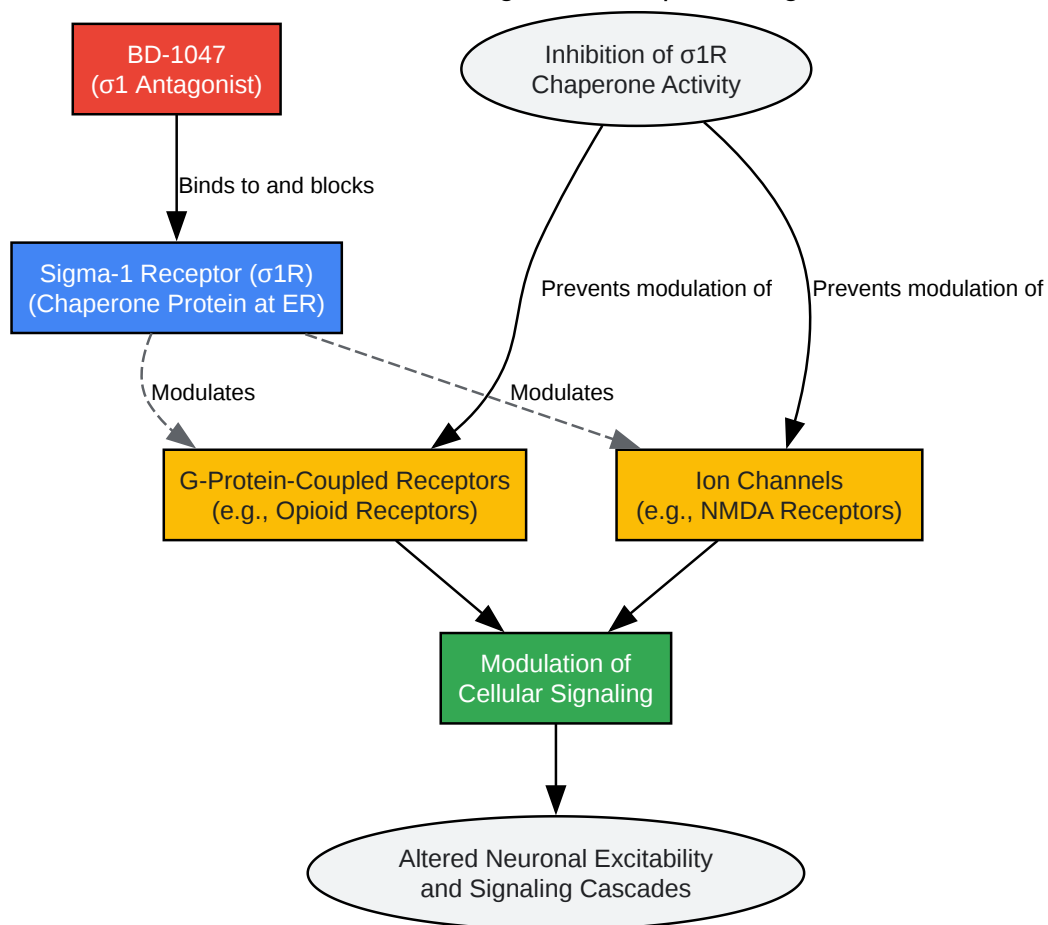 BD-1047
(σ1 Antagonist)
Inhibition of σ1R
Chaperone Activity
Binds to and blocks
Sigma-1 Receptor (σ1R)
(Chaperone Protein at ER)
Prevents modulation of
Prevents modulation of
Modulates
Modulates
G-Protein-Coupled Receptors
(e.g., Opioid Receptors)
Ion Channels
(e.g., NMDA Receptors)
Modulation of
Cellular Signaling
Altered Neuronal Excitability
and Signaling Cascades